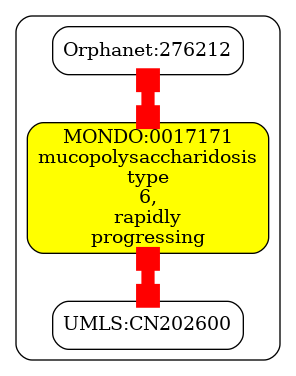 Orphanet:276212
MONDO:0017171
mucopolysaccharidosis
type
6,
rapidly
progressing
UMLS:CN202600